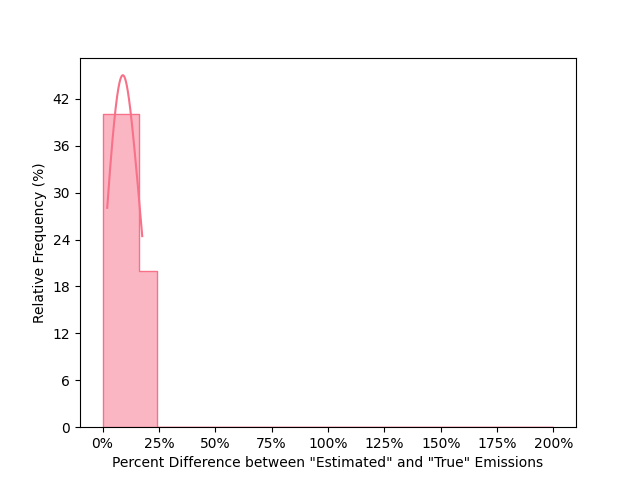 42
36
30
24
18
12
6
0
Relative Frequency (%)
0% 25% 50% 75% 100% 125% 150% 175% 200%
Percent Difference between "Estimated" and "True" Emissions